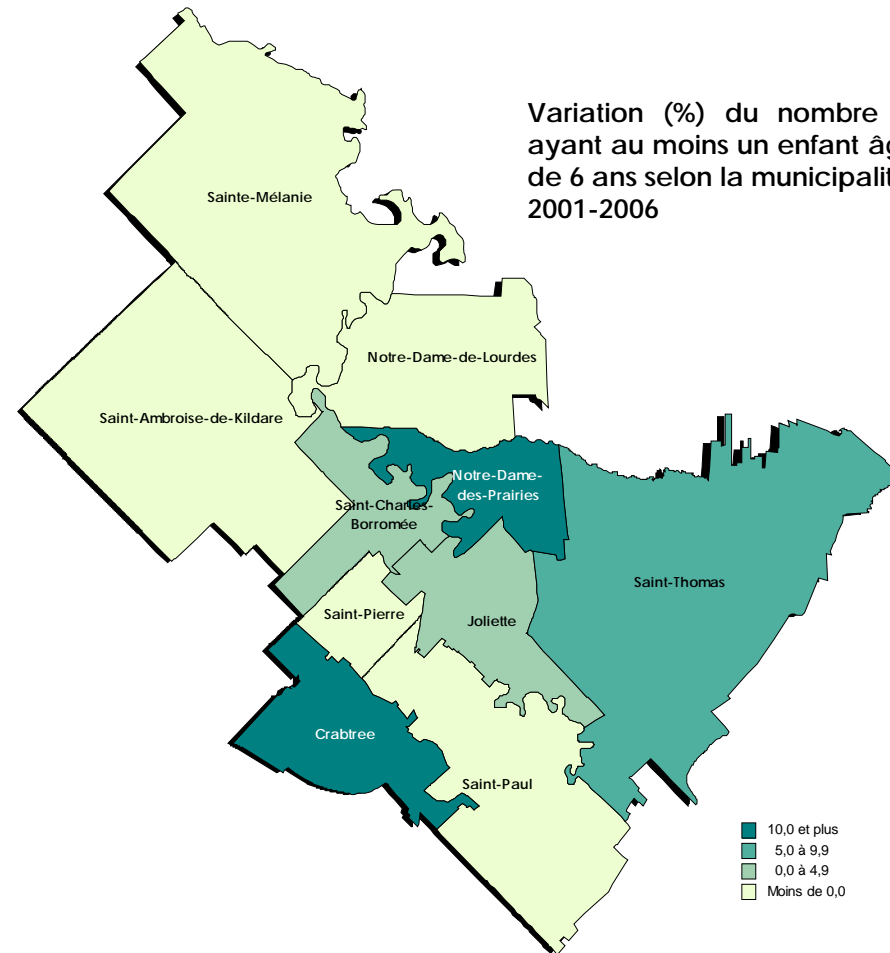 Variation (%) du nombre
ayant au moins un enfant âg
de 6 ans selon la municipalit
2001-2006
Sainte-Mélanie
Notre-Dame-de-Lourdes
Saint-Ambroise-de-Kildare
Notre-Dame-
des-Prairies
Saint-Charles-
Borromée
Saint-Thomas
Saint-Pierre
Joliette
Crabtree
Saint-Paul
10,0 et plus
5,0 à 9,9
0,0 à 4,9
Moins de 0,0